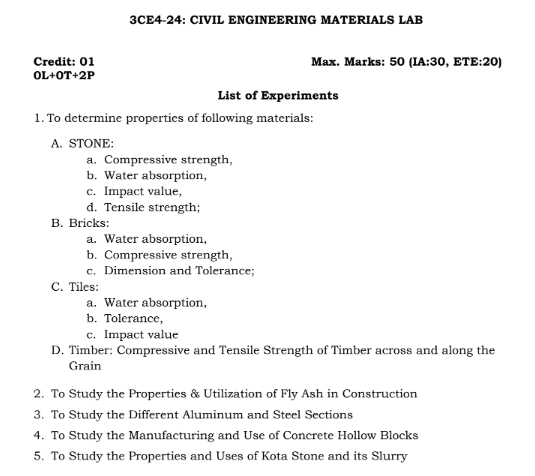 3CE4-24: CIVIL ENGINEERING MATERIALS LAB
Credit: 01 Max. Marks: 50 (IA:30, ETE:20)
0L+0T+2P
List of Experiments
1. To determine properties of following materials:
A. STONE:
a. Compressive strength,
b. Water absorption,
c. Impact value,
d. Tensile strength;
B. Bricks:
a. Water absorption,
b. Compressive strength,
c. Dimension and Tolerance;
C. Tiles:
a. Water absorption,
b. Tolerance,
c. Impact value
D. Timber: Compressive and Tensile Strength of Timber across and along the
Grain
2. To Study the Properties & Utilization of Fly Ash in Construction
3. To Study the Different Aluminum and Steel Sections
4. To Study the Manufacturing and Use of Concrete Hollow Blocks
5. To Study the Properties and Uses of Kota Stone and its Slurry